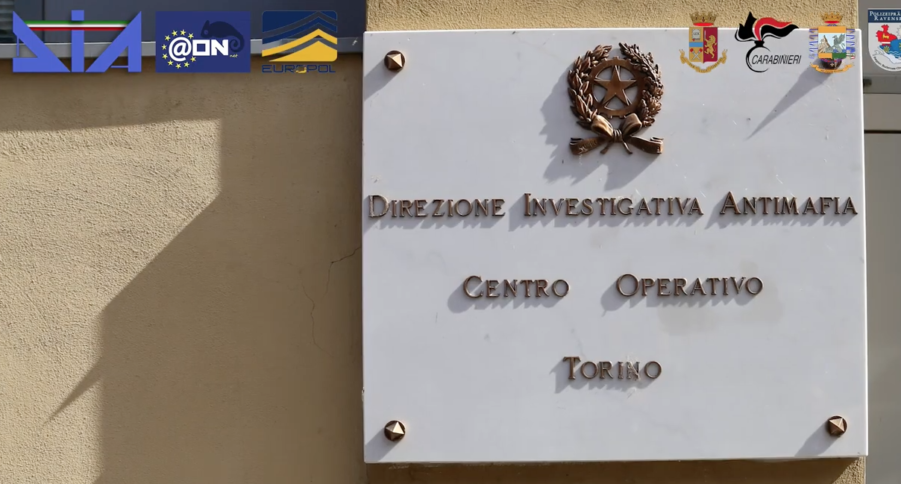 DIA
@ON
EUROPOL
CARABINIERI
DIREZIONE INVESTIGATIVA ANTIMAFIA
CENTRO OPERATIVO
TORINO